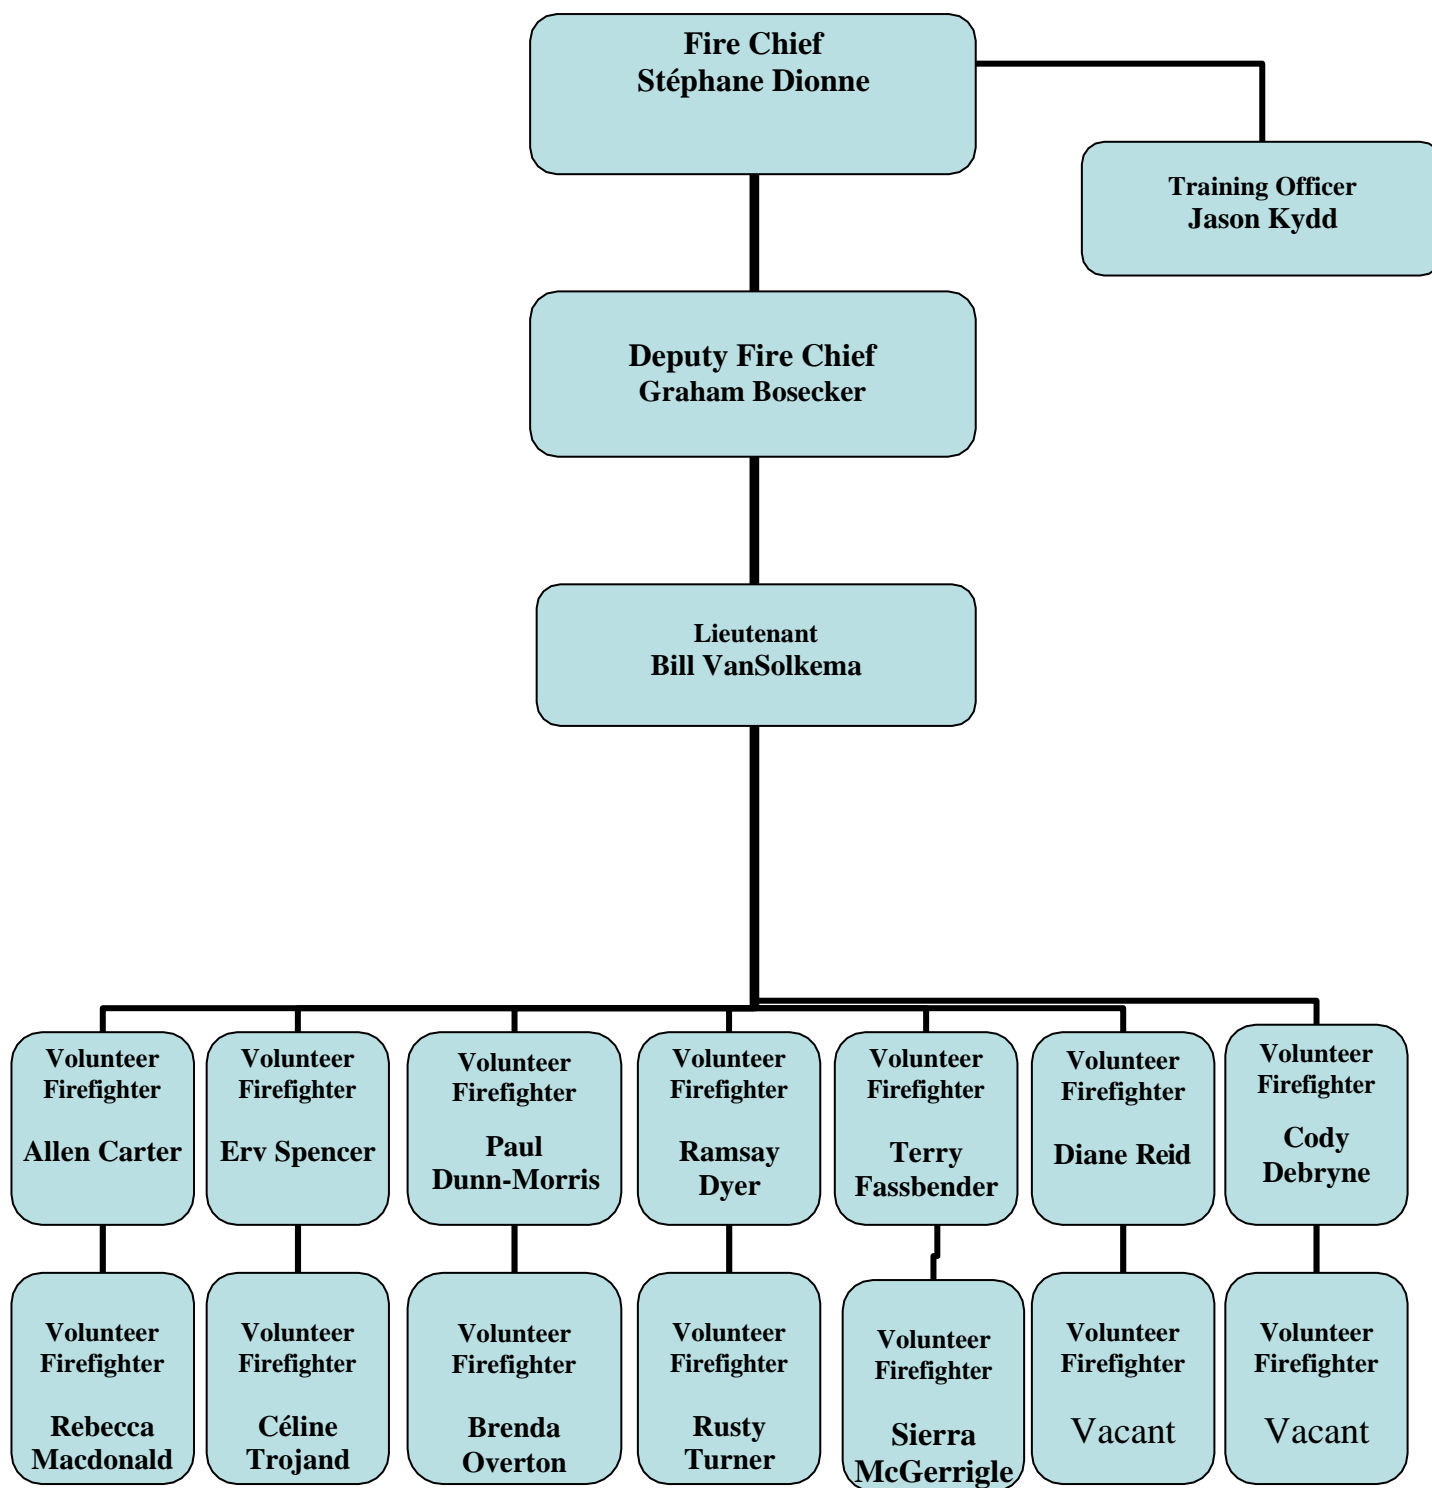 Fire Chief
Stéphane Dionne
Training Officer
Jason Kydd
Deputy Fire Chief
Graham Bosecker
Lieutenant
Bill VanSolkema
Volunteer
Firefighter
Allen Carter
Volunteer
Firefighter
Erv Spencer
Volunteer
Firefighter
Paul
Dunn-Morris
Volunteer
Firefighter
Ramsay
Dyer
Volunteer
Firefighter
Terry
Fassbender
Volunteer
Firefighter
Diane Reid
Volunteer
Firefighter
Cody
Debryne
Volunteer
Firefighter
Rebecca
Macdonald
Volunteer
Firefighter
Céline
Trojand
Volunteer
Firefighter
Brenda
Overton
Volunteer
Firefighter
Rusty
Turner
Volunteer
Firefighter
Sierra
McGerrigle
Volunteer
Firefighter
Vacant
Volunteer
Firefighter
Vacant